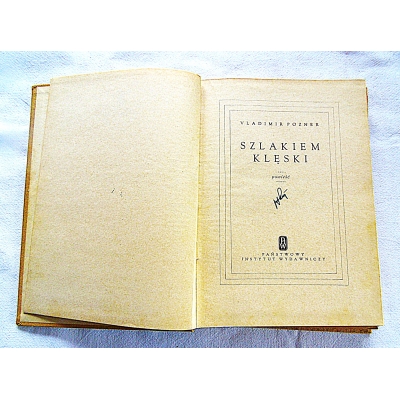 VLADIMIR POZNER
SZLAKIEM
KLĘSKI
powieść
PAŃSTWOWY
INSTYTUT WYDAWNICZY